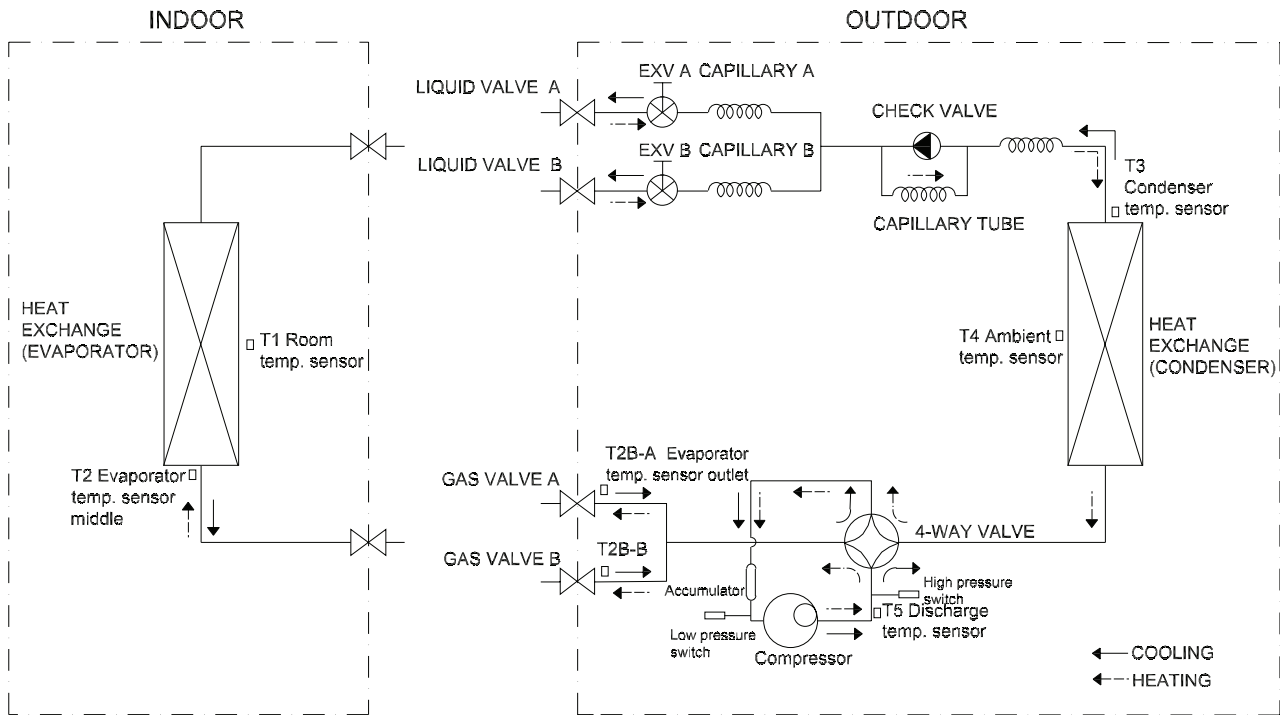 INDOOR
OUTDOOR
LIQUID VALVE A
EXV A CAPILLARY A
CHECK VALVE
LIQUID VALVE B
EXV B CAPILLARY B
T3
Condenser
temp. sensor
CAPILLARY TUBE
HEAT
EXCHANGE
(EVAPORATOR)
T1 Room
temp. sensor
T4 Ambient
temp. sensor
HEAT
EXCHANGE
(CONDENSER)
T2 Evaporator
temp. sensor
middle
GAS VALVE A
T2B-A Evaporator
temp. sensor outlet
4-WAY VALVE
GAS VALVE B
T2B-B
Accumulator
High pressure
switch
Low pressure
switch
T5 Discharge
temp. sensor
Compressor
COOLING
HEATING